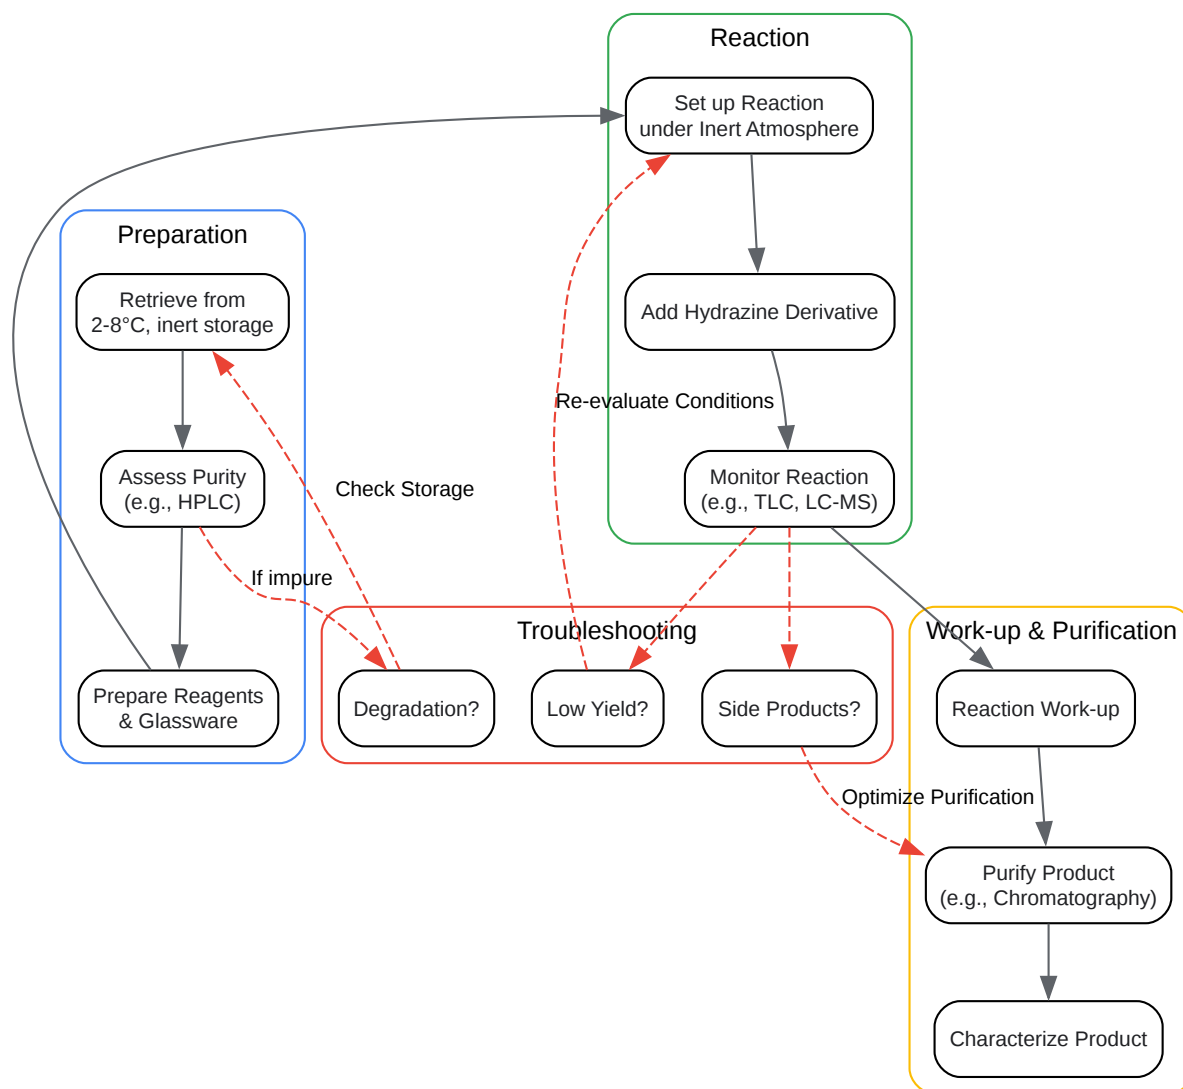 Reaction
Set up Reaction
under Inert Atmosphere
Preparation
Retrieve from
2-8°C, inert storage
Add Hydrazine Derivative
Re-evaluate Conditions
Assess Purity
(e.g., HPLC)
Check Storage
Monitor Reaction
(e.g., TLC, LC-MS)
If impure
Troubleshooting
Work-up & Purification
Prepare Reagents
& Glassware
Degradation?
Low Yield?
Side Products?
Reaction Work-up
Optimize Purification
Purify Product
(e.g., Chromatography)
Characterize Product